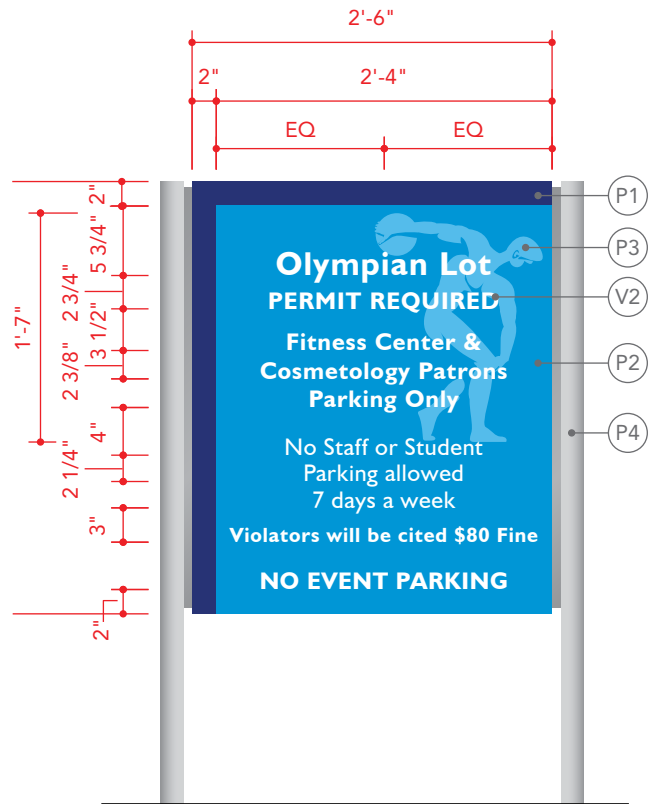 2'-6"
2"
2'-4"
EQ
EQ
2"
5 3/4"
2 3/4"
3 1/2"
2 3/8"
1'-7"
4"
2 1/4"
3"
2"
Olympian Lot
PERMIT REQUIRED
Fitness Center &
Cosmetology Patrons
Parking Only
No Staff or Student
Parking allowed
7 days a week
Violators will be cited $80 Fine
NO EVENT PARKING
P1
P3
V2
P2
P4